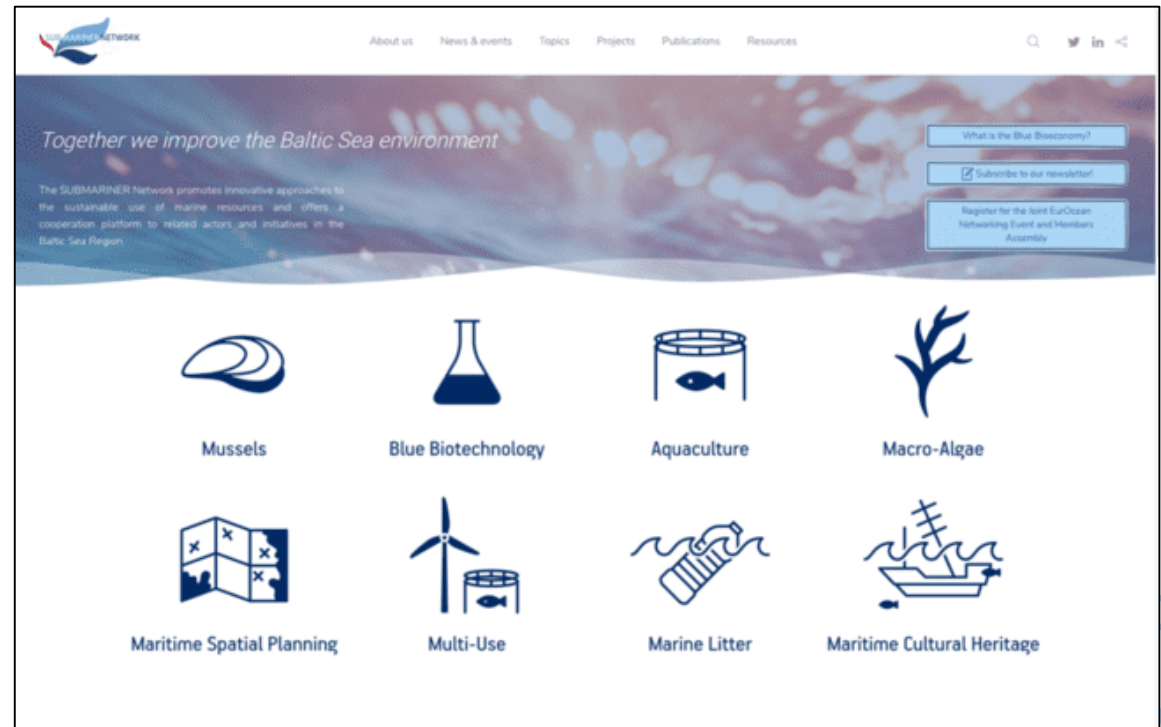 SUBMARINER NETWORK
About us News & events Topics Projects Publications Resources
in
Together we improve the Baltic Sea environment
The SUBMARINER Network promotes innovative approaches to
the sustainable use of marine resources and offers a
cooperation platform to related actors and initiatives in the
Baltic Sea Region
What is the Blue Bioeconomy?
Subscribe to our newsletter!
Register for the Joint EurOcean
Networking Event and Members
Assembly
Mussels Blue Biotechnology Aquaculture Macro-Algae
Maritime Spatial Planning Multi-Use Marine Litter Maritime Cultural Heritage